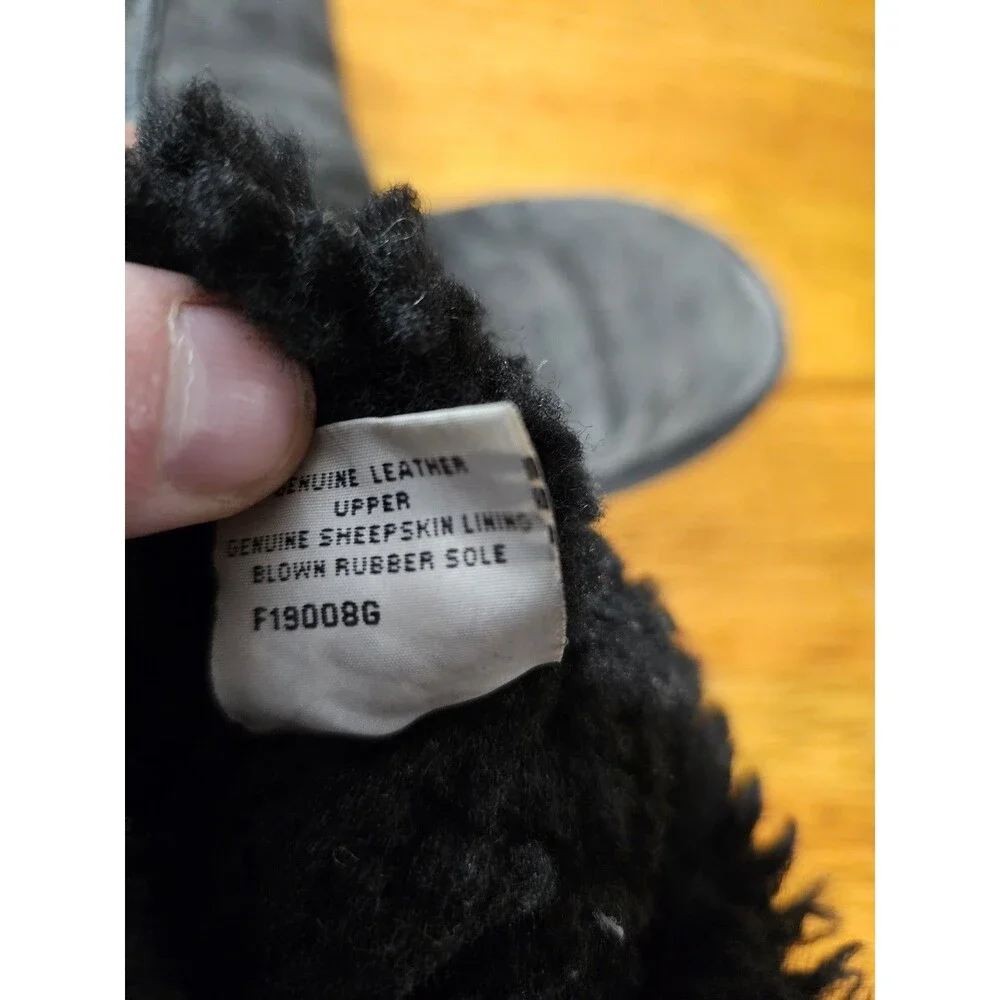 GENUINE LEATHER
UPPER
GENUINE SHEEPSKIN LINING
BLOWN RUBBER SOLE
F19008G